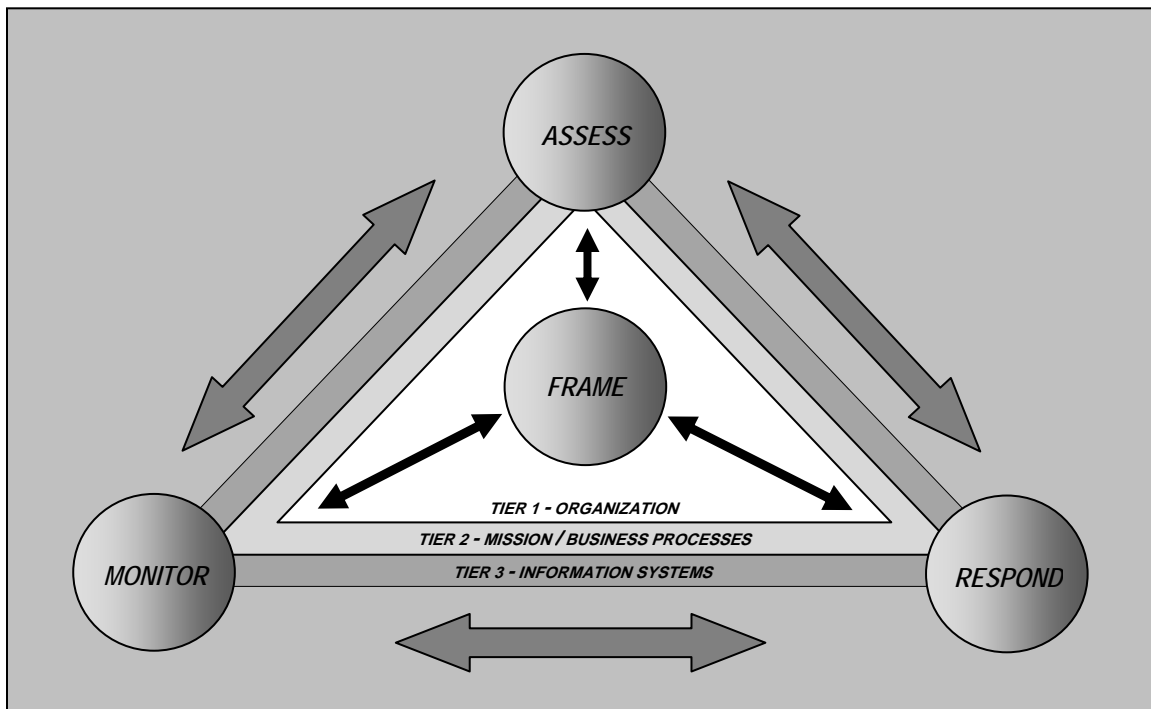 ASSESS
FRAME
TIER 1 - ORGANIZATION
TIER 2 - MISSION / BUSINESS PROCESSES
MONITOR
TIER 3 - INFORMATION SYSTEMS
RESPOND